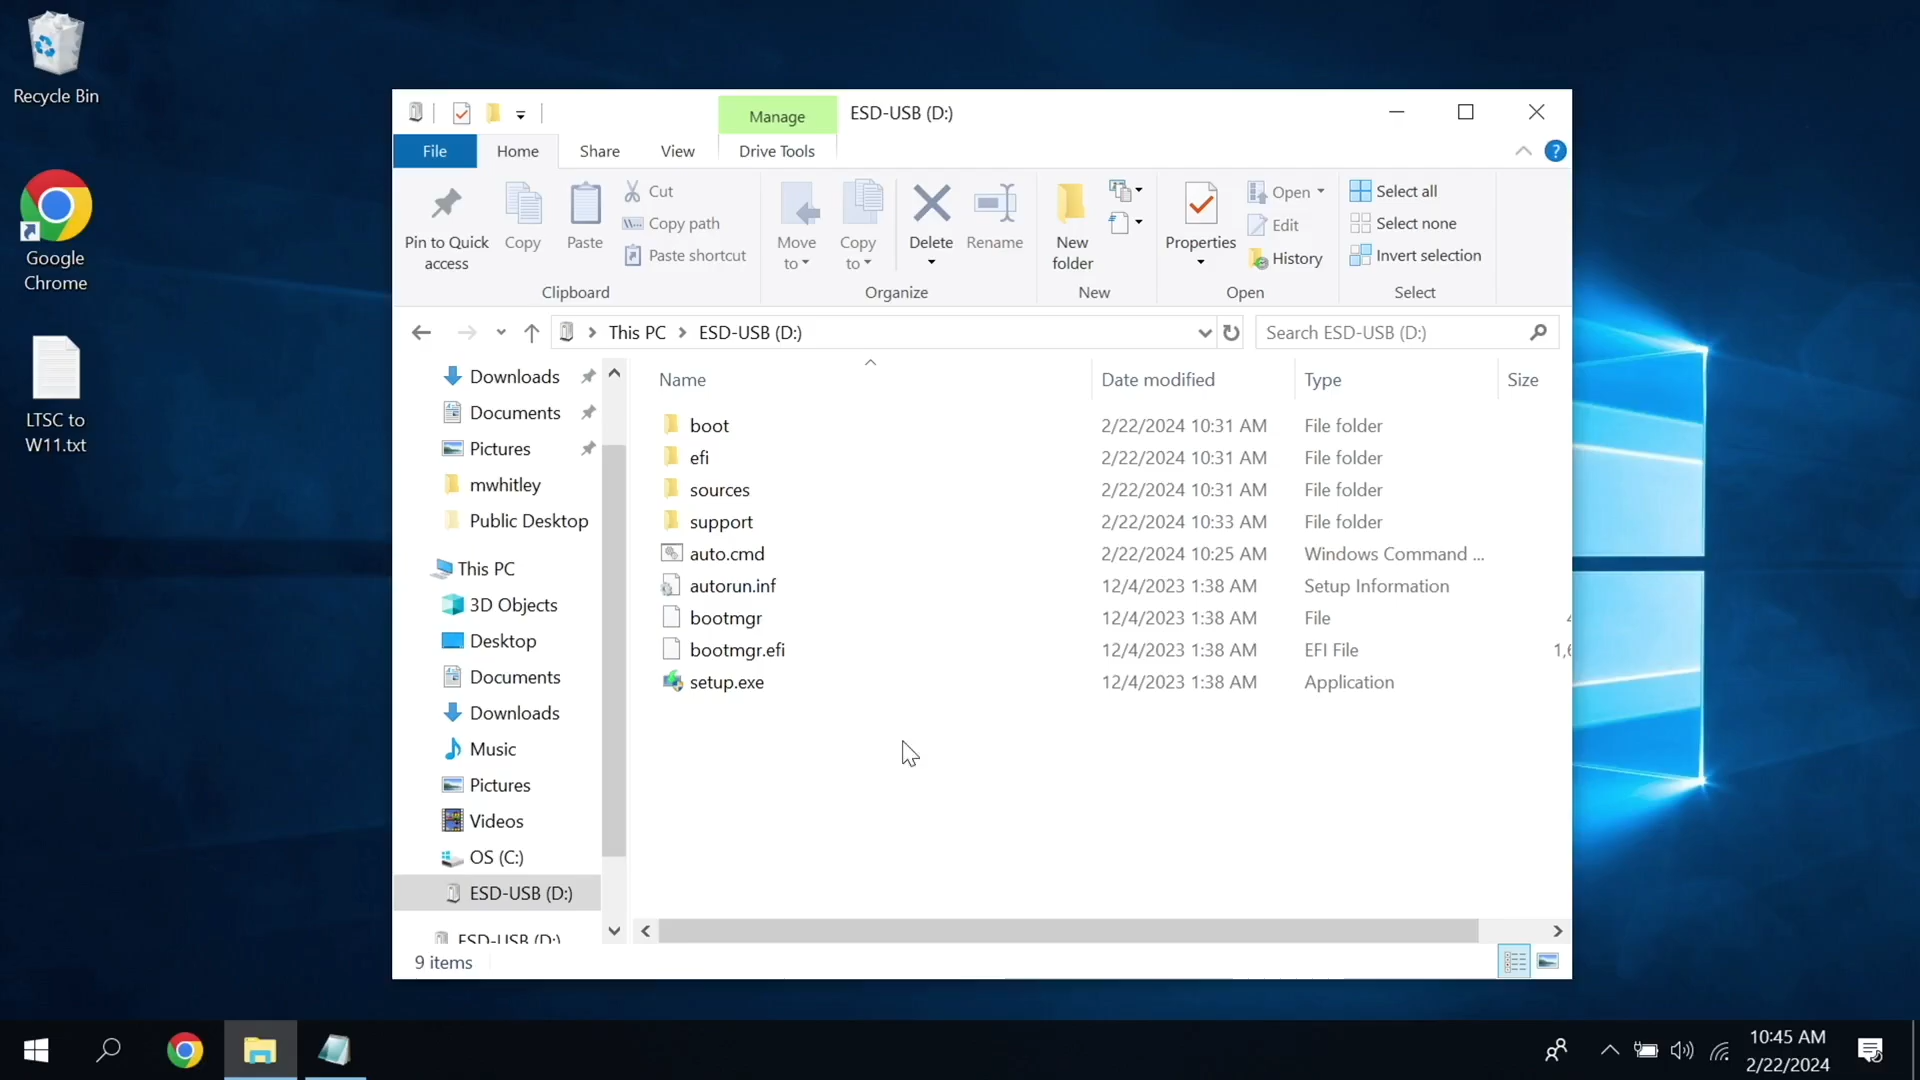 Recycle Bin
Google
Chrome
LTSC to
W11.txt
Manage
ESD-USB (D:)
File
Home
Share
View
Drive Tools
?
Pin to Quick
access
Copy
Paste
Cut
Copy path
Paste shortcut
Clipboard
Move
to
Copy
to
Delete
Rename
Organize
New
folder
New
Properties
Open
Edit
History
Open
Select all
Select none
Invert selection
Select
This PC
ESD-USB (D:)
Search ESD-USB (D:)
Downloads
Documents
Pictures
mwhitley
Public Desktop
This PC
3D Objects
Desktop
Documents
Downloads
Music
Pictures
Videos
OS (C:)
ESD-USB (D:)
ESD-USB (D:)
Name Date modified Type Size
boot 2/22/2024 10:31 AM File folder
efi 2/22/2024 10:31 AM File folder
sources 2/22/2024 10:31 AM File folder
support 2/22/2024 10:33 AM File folder
auto.cmd 2/22/2024 10:25 AM Windows Command ...
autorun.inf 12/4/2023 1:38 AM Setup Information
bootmgr 12/4/2023 1:38 AM File
bootmgr.efi 12/4/2023 1:38 AM EFI File
setup.exe 12/4/2023 1:38 AM Application
9 items
10:45 AM
2/22/2024